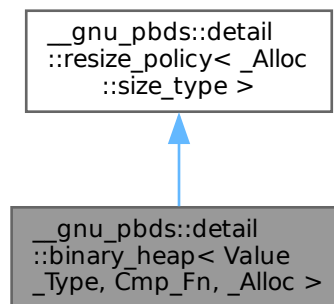 __gnu_pbds::detail
::resize_policy< _Alloc
::size_type >
__gnu_pbds::detail
::binary_heap< Value
_Type, Cmp_Fn, _Alloc >